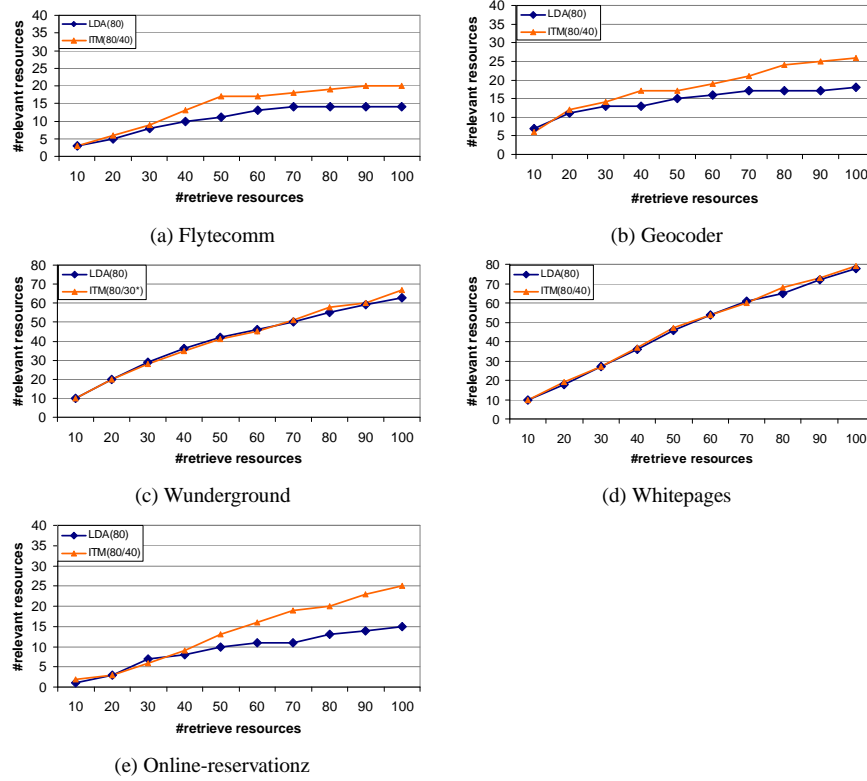 40
35
30
25
20
15
10
5
0
#relevant resources
LDA(80)
ITM(80/40)
10 20 30 40 50 60 70 80 90 100
#retrieve resources
(a) Flytecomm
40
35
30
25
20
15
10
5
0
#relevant resources
LDA(80)
ITM(80/40)
10 20 30 40 50 60 70 80 90 100
#retrieve resources
(b) Geocoder
80
70
60
50
40
30
20
10
0
#relevant resources
LDA(80)
ITM(80/30*)
10 20 30 40 50 60 70 80 90 100
#retrieve resources
(c) Wunderground
80
70
60
50
40
30
20
10
0
#relevant resources
LDA(80)
ITM(80/40)
10 20 30 40 50 60 70 80 90 100
#retrieve resources
(d) Whitepages
40
35
30
25
20
15
10
5
0
#relevant resources
LDA(80)
ITM(80/40)
10 20 30 40 50 60 70 80 90 100
#retrieve resources
(e) Online-reservationz